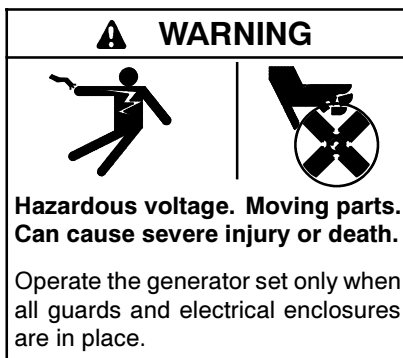 WARNING
Hazardous voltage. Moving parts.
Can cause severe injury or death.
Operate the generator set only when
all guards and electrical enclosures
are in place.